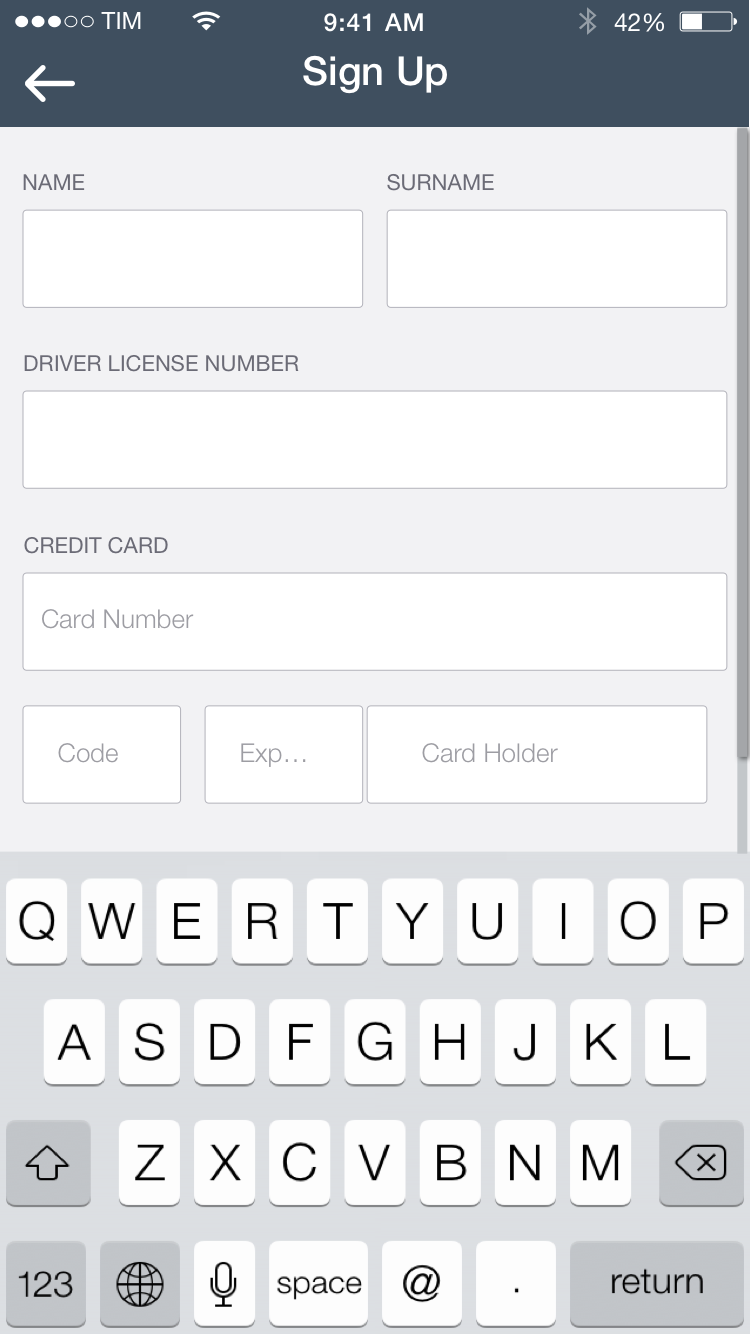 TIM 9:41 AM 42%
Sign Up
NAME SURNAME
DRIVER LICENSE NUMBER
CREDIT CARD
Card Number
Code Exp... Card Holder
Q W E R T Y U I O P
A S D F G H J K L
Z X C V B N M
123 space @ . return